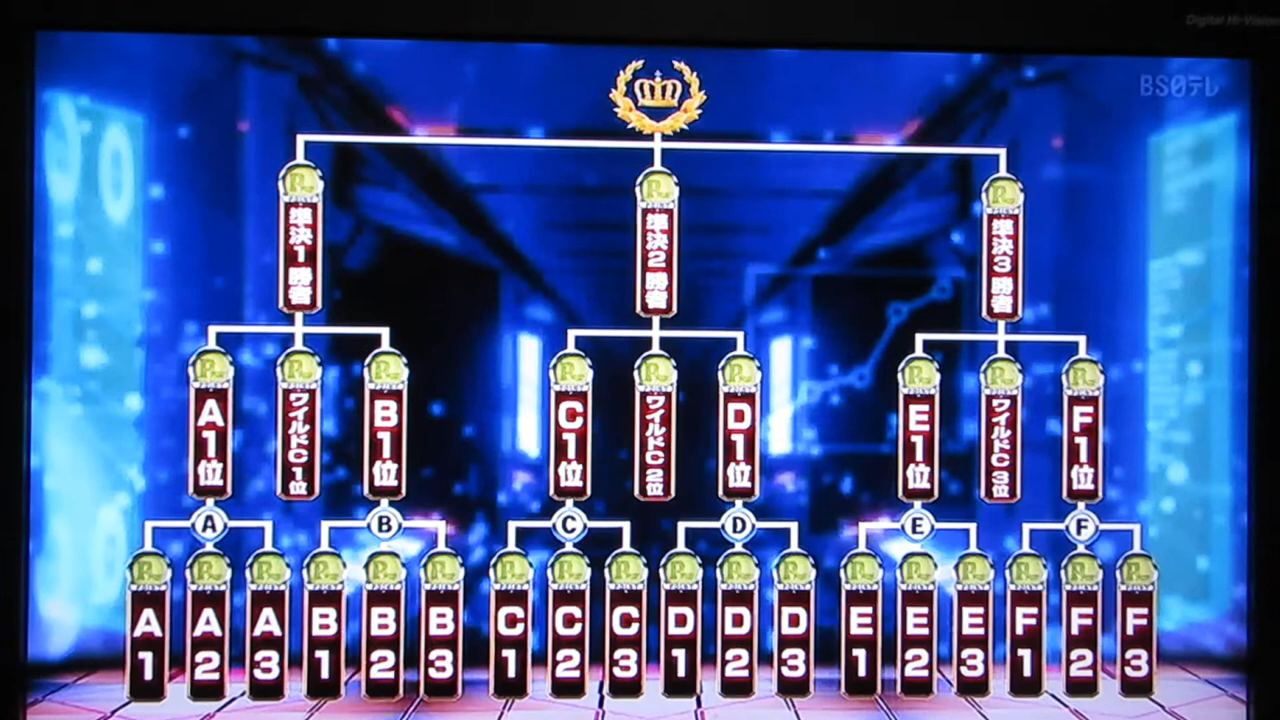 Digital Hi-Vision
BS日テレ
準決1 勝者
準決2 勝者
準決3 勝者
A1位
ワイルドC1位
B1位
C1位
ワイルドC2位
D1位
E1位
ワイルドC3位
F1位
A
B
C
D
E
F
A1
A2
A3
B1
B2
B3
C1
C2
C3
D1
D2
D3
E1
E2
E3
F1
F2
F3